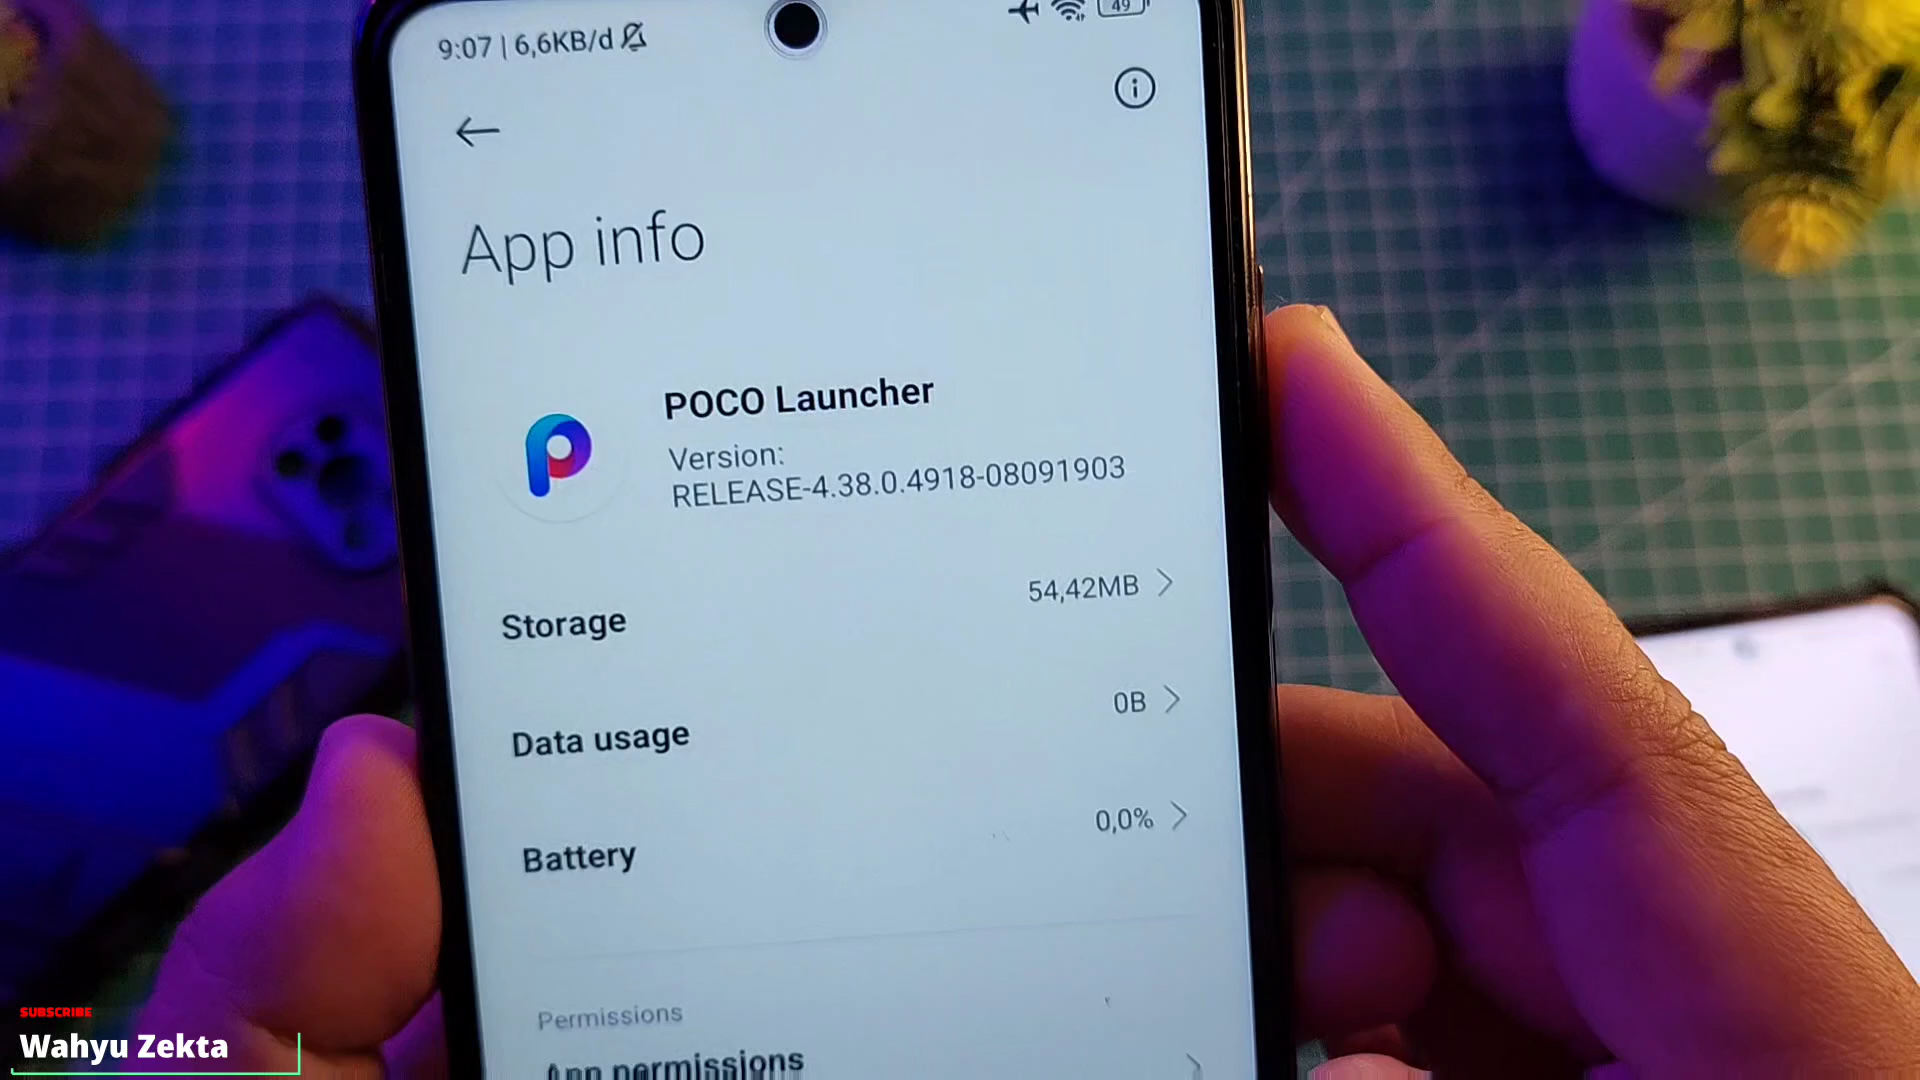 9:07 | 6,6KB/d
49
App info
POCO Launcher
Version:
RELEASE-4.38.0.4918-08091903
Storage
54,42MB
Data usage
0B
Battery
0,0%
Permissions
App permissions
SUBSCRIBE
Wahyu Zekta